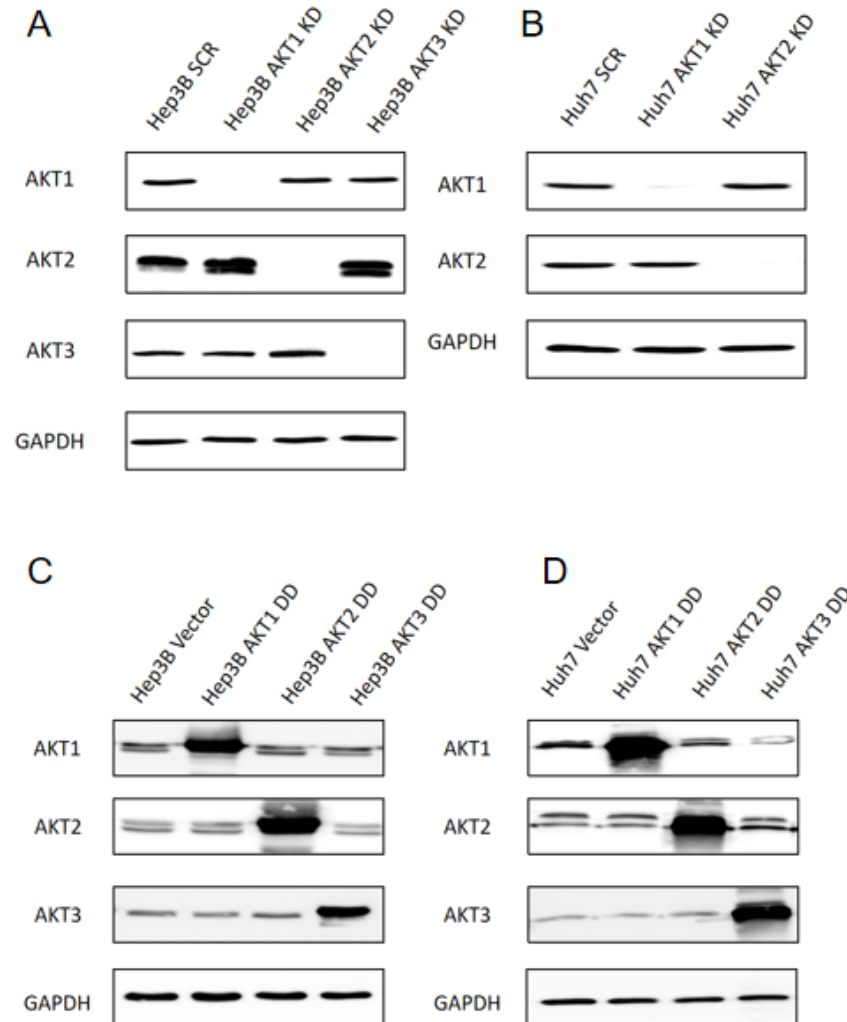 A
Hep3B SCR
Hep3B AKT1 KD
Hep3B AKT2 KD
Hep3B AKT3 KD
AKT1
AKT2
AKT3
GAPDH
B
Huh7 SCR
Huh7 AKT1 KD
Huh7 AKT2 KD
AKT1
AKT2
GAPDH
C
Hep3B Vector
Hep3B AKT1 DD
Hep3B AKT2 DD
Hep3B AKT3 DD
AKT1
AKT2
AKT3
GAPDH
D
Huh7 Vector
Huh7 AKT1 DD
Huh7 AKT2 DD
Huh7 AKT3 DD
AKT1
AKT2
AKT3
GAPDH